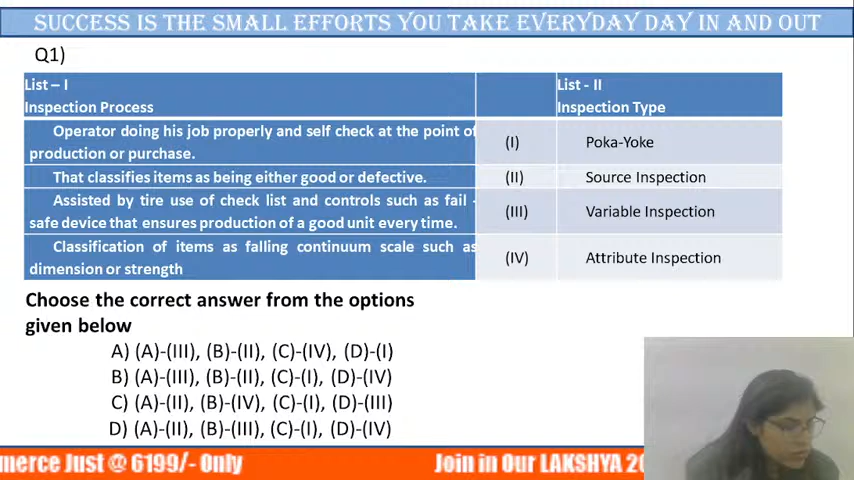 SUCCESS IS THE SMALL EFFORTS YOU TAKE EVERYDAY DAY IN AND OUT
Q1)
List – I
Inspection Process
List - II
Inspection Type
Operator doing his job properly and self check at the point of
production or purchase.
(I)
Poka-Yoke
That classifies items as being either good or defective.
(II)
Source Inspection
Assisted by tire use of check list and controls such as fail -
safe device that ensures production of a good unit every time.
(III)
Variable Inspection
Classification of items as falling continuum scale such as
dimension or strength
(IV)
Attribute Inspection
Choose the correct answer from the options
given below
A) (A)-(III), (B)-(II), (C)-(IV), (D)-(I)
B) (A)-(III), (B)-(II), (C)-(I), (D)-(IV)
C) (A)-(II), (B)-(IV), (C)-(I), (D)-(III)
D) (A)-(II), (B)-(III), (C)-(I), (D)-(IV)
merce Just @ 6199/- Only
Join in Our LAKSHYA 20